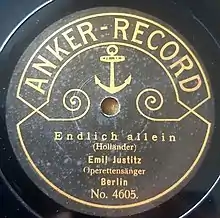 ANKER-RECORD
Endlich allein
(Holländer)
Emil Justitz
Operettensänger
Berlin
No. 4605.